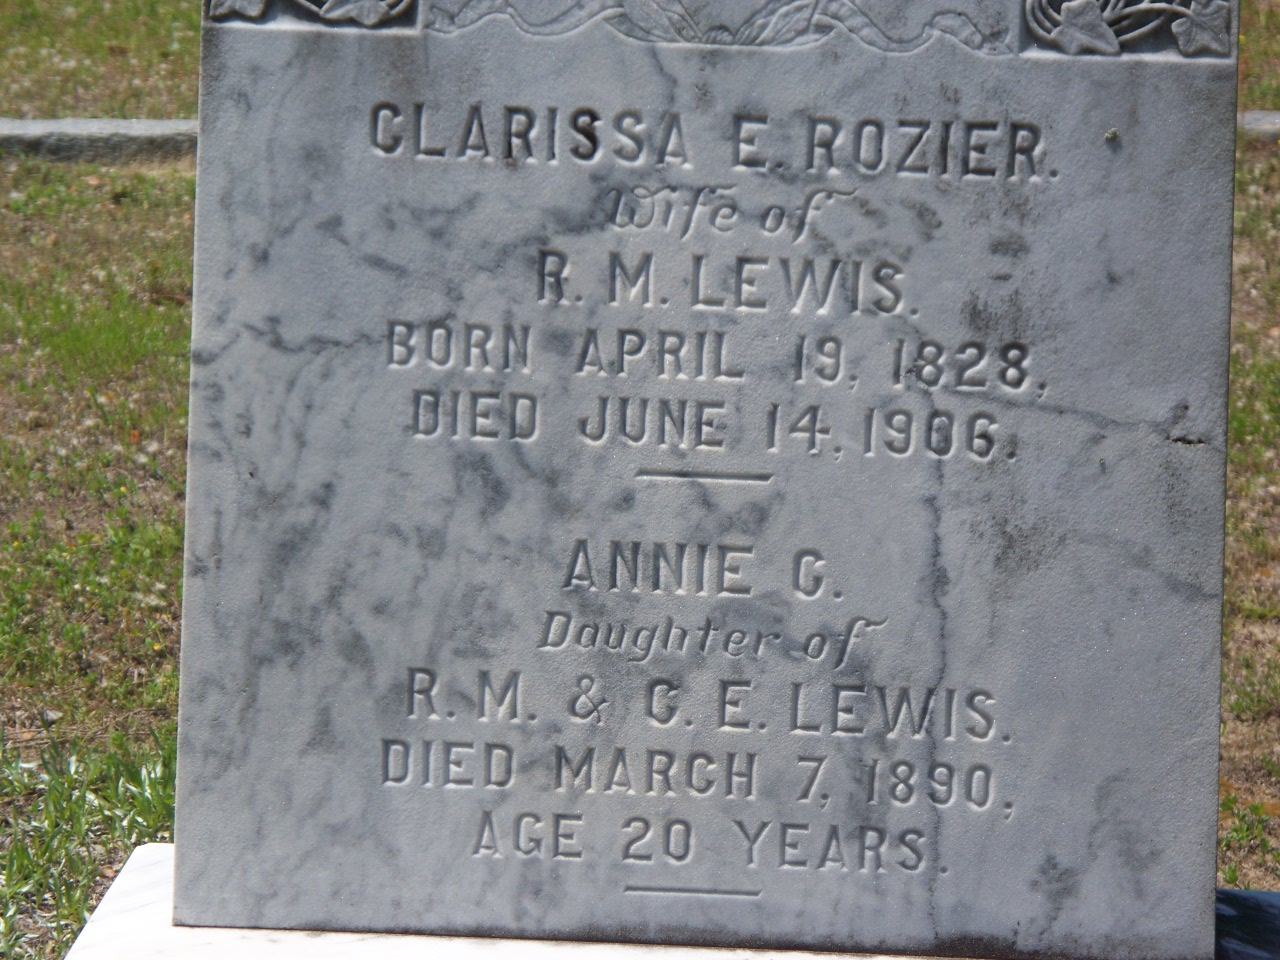 CLARISSA E. ROZIER.
Wife of
R. M. LEWIS.
BORN APRIL 19, 1828,
DIED JUNE 14, 1906.
ANNIE C.
Daughter of
R. M. & C. E. LEWIS.
DIED MARCH 7, 1890,
AGE 20 YEARS.